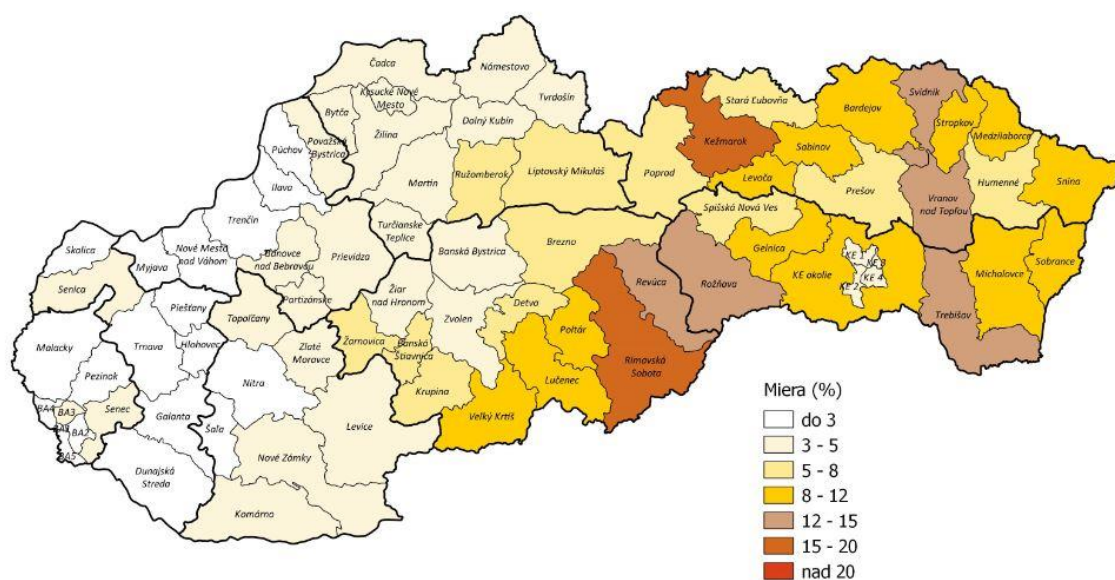 Čadca
Námestovo
Kysucké Nové
Mesto
Tvrdošín
Bytča
Dolný Kubín
Považská
Bystrica
Žilina
Púchov
Martin
Ružomberok
Liptovský Mikuláš
Poprad
Kežmarok
Stará Ľubovňa
Bardejov
Svidník
Stropkov
Medzilaborce
Sabinov
Levoča
Prešov
Vranov
nad Topľou
Humenné
Snina
Ilava
Trenčín
Turčianske
Teplice
Banská Bystrica
Brezno
Spišská Nová Ves
Gelnica
KE okolie
KE 1
KE 3
KE 4
KE 2
Michalovce
Sobrance
Trebišov
Rožňava
Revúca
Rimavská
Sobota
Skalica
Myjava
Nové Mesto
nad Váhom
Bánovce
nad Bebravou
Prievidza
Partizánske
Žiar
nad Hronom
Zvolen
Detva
Poltár
Lučenec
Veľký Krtíš
Krupina
Banská
Štiavnica
Žarnovica
Senica
Piešťany
Topoľčany
Zlaté
Moravce
Malacky
Trnava
Hlohovec
Nitra
Levice
Pezinok
Senec
Galanta
Šaľa
Nové Zámky
BA4
BA3
BA2
BA5
Dunajská
Streda
Komárno
Miera (%)
do 3
3 - 5
5 - 8
8 - 12
12 - 15
15 - 20
nad 20